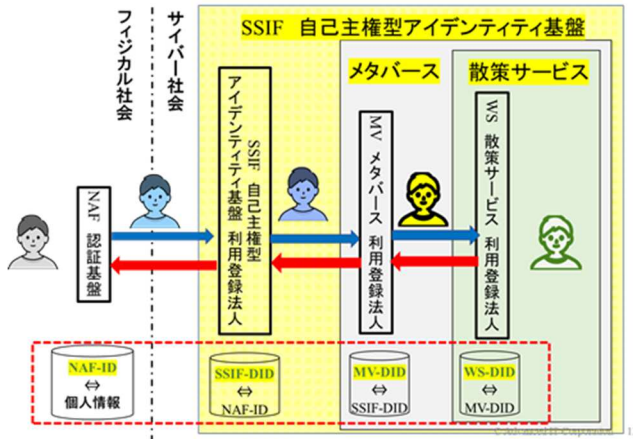 フィジカル社会
サイバー社会
SSIF 自己主権型アイデンティティ基盤
メタバース
散策サービス
NAF 認証基盤
SSIF 自己主権型
アイデンティティ基盤 利用登録法人
MV メタバース 利用登録法人
WS 散策サービス 利用登録法人
NAF-ID
⇔
個人情報
SSIF-DID
⇔
NAF-ID
MV-DID
⇔
SSIF-DID
WS-DID
⇔
MV-DID
© Advanced IT Corporation 1